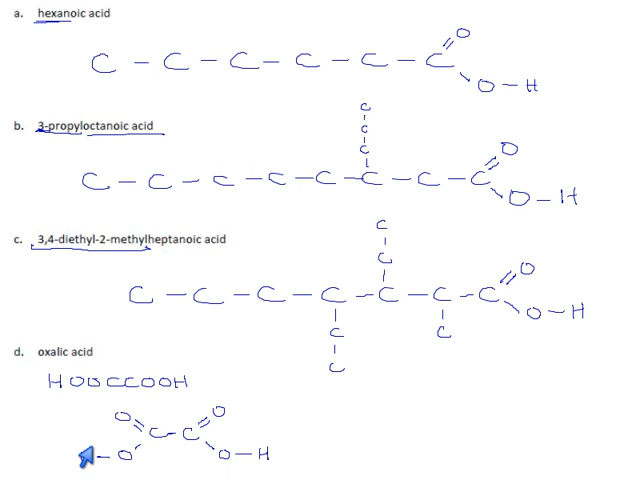 a. hexanoic acid
O
C - C - C - C - C - C
O - H
b. 3-propyloctanoic acid
C
C
C
O
C - C - C - C - C - C - C - C
O - H
c. 3,4-diethyl-2-methylheptanoic acid
C
C
O
C - C - C - C - C - C - C
O - H
C C
C
d. oxalic acid
HOOCCOOH
O O
C - C
- O O - H